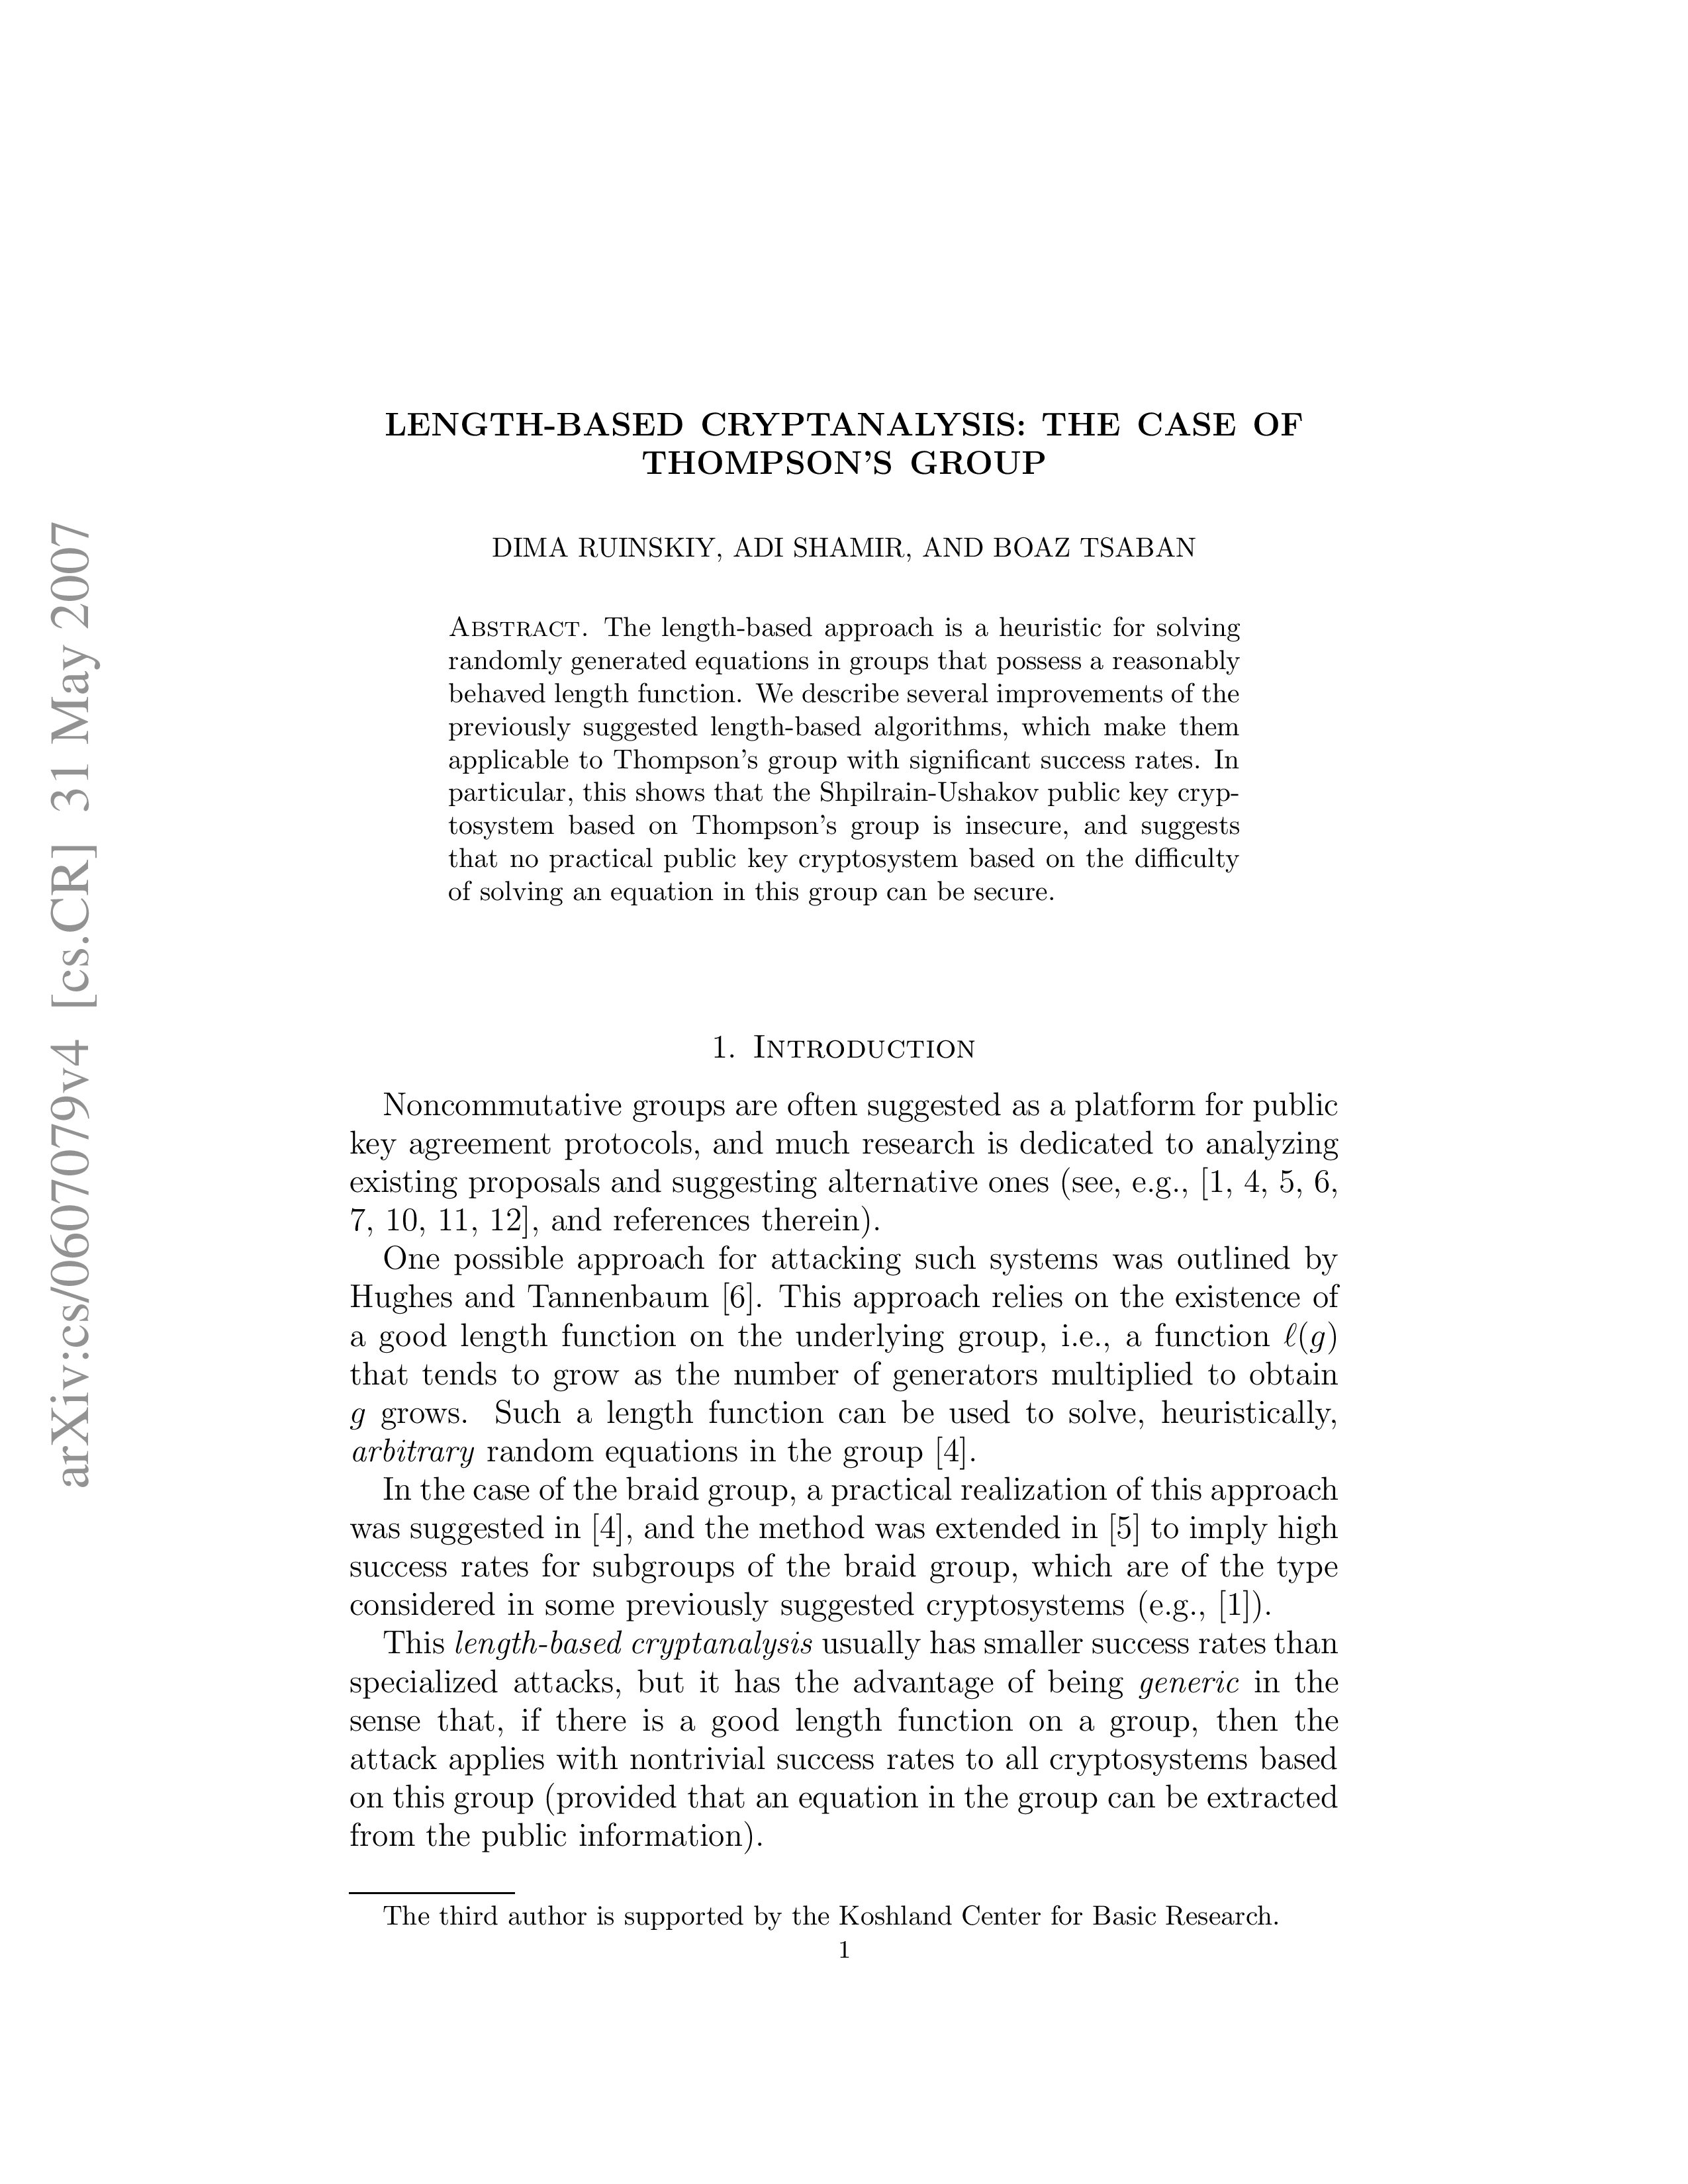 LENGTH-BASED CRYPTANALYSIS: THE CASE OF
THOMPSON'S GROUP
DIMA RUINSKIY, ADI SHAMIR, AND BOAZ TSABAN
ABSTRACT. The length-based approach is a heuristic for solving
randomly generated equations in groups that possess a reasonably
behaved length function. We describe several improvements of the
previously suggested length-based algorithms, which make them
applicable to Thompson's group with significant success rates. In
particular, this shows that the Shpilrain-Ushakov public key cryp-
tosystem based on Thompson's group is insecure, and suggests
that no practical public key cryptosystem based on the difficulty
of solving an equation in this group can be secure.
1. INTRODUCTION
Noncommutative groups are often suggested as a platform for public
key agreement protocols, and much research is dedicated to analyzing
existing proposals and suggesting alternative ones (see, e.g., [1, 4, 5, 6,
7, 10, 11, 12], and references therein).
One possible approach for attacking such systems was outlined by
Hughes and Tannenbaum [6]. This approach relies on the existence of
a good length function on the underlying group, i.e., a function ℓ(g)
that tends to grow as the number of generators multiplied to obtain
g grows. Such a length function can be used to solve, heuristically,
arbitrary random equations in the group [4].
In the case of the braid group, a practical realization of this approach
was suggested in [4], and the method was extended in [5] to imply high
success rates for subgroups of the braid group, which are of the type
considered in some previously suggested cryptosystems (e.g., [1]).
This length-based cryptanalysis usually has smaller success rates than
specialized attacks, but it has the advantage of being generic in the
sense that, if there is a good length function on a group, then the
attack applies with nontrivial success rates to all cryptosystems based
on this group (provided that an equation in the group can be extracted
from the public information).
The third author is supported by the Koshland Center for Basic Research.
1
arXiv:cs/0607079v4 [cs.CR] 31 May 2007